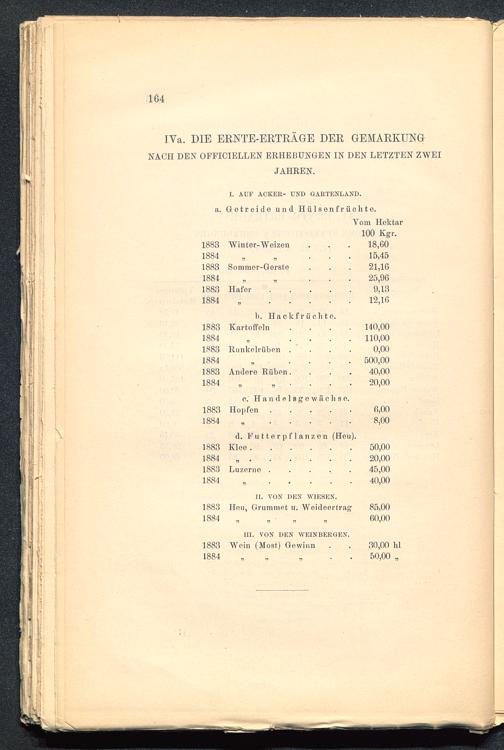 164
IVa. DIE ERNTE-ERTRÄGE DER GEMARKUNG
NACH DEN OFFICIELLEN ERHEBUNGEN IN DEN LETZTEN ZWEI
JAHREN.
I. AUF ACKER- UND GARTENLAND.
a. Getreide und Hülsenfrüchte.
Vom Hektar
100 Kgr.
1883 Winter-Weizen . . . 18,60
1884 „ „ . . . 15,45
1883 Sommer-Gerste . . . 21,16
1884 „ „ . . . 25,96
1883 Hafer . . . . . 9,13
1884 „ . . . . . 12,16
b. Hackfrüchte.
1883 Kartoffeln . . . . 140,00
1884 „ . . . . 110,00
1883 Runkelrüben . . . . 0,00
1884 „ . . . . 500,00
1883 Andere Rüben . . . . 40,00
1884 „ „ . . . . 20,00
c. Handelsgewächse.
1883 Hopfen . . . . . 6,00
1884 „ . . . . . 8,00
d. Futterpflanzen (Heu).
1883 Klee . . . . . . 50,00
1884 „ . . . . . . 20,00
1883 Luzerne . . . . . 45,00
1884 „ . . . . . 40,00
II. VON DEN WIESEN.
1883 Heu, Grummet u. Weideertrag 85,00
1884 „ „ „ „ 60,00
III. VON DEN WEINBERGEN.
1883 Wein (Most) Gewinn . . 30,00 hl
1884 „ „ „ . . 50,00 „